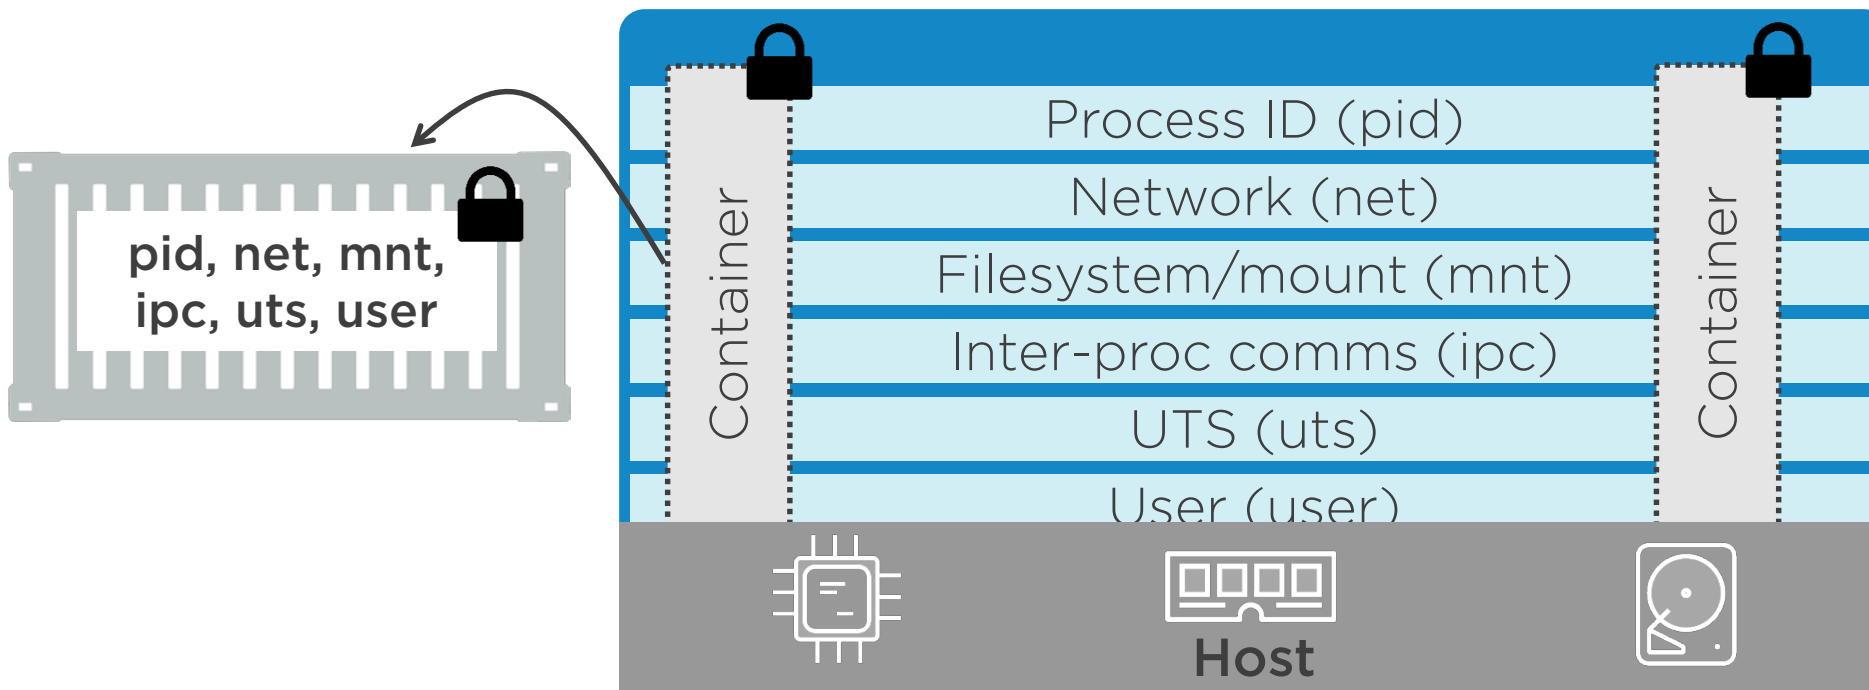 pid, net, mnt,
ipc, uts, user
Container
Process ID (pid)
Network (net)
Filesystem/mount (mnt)
Inter-proc comms (ipc)
UTS (uts)
User (user)
Container
Host